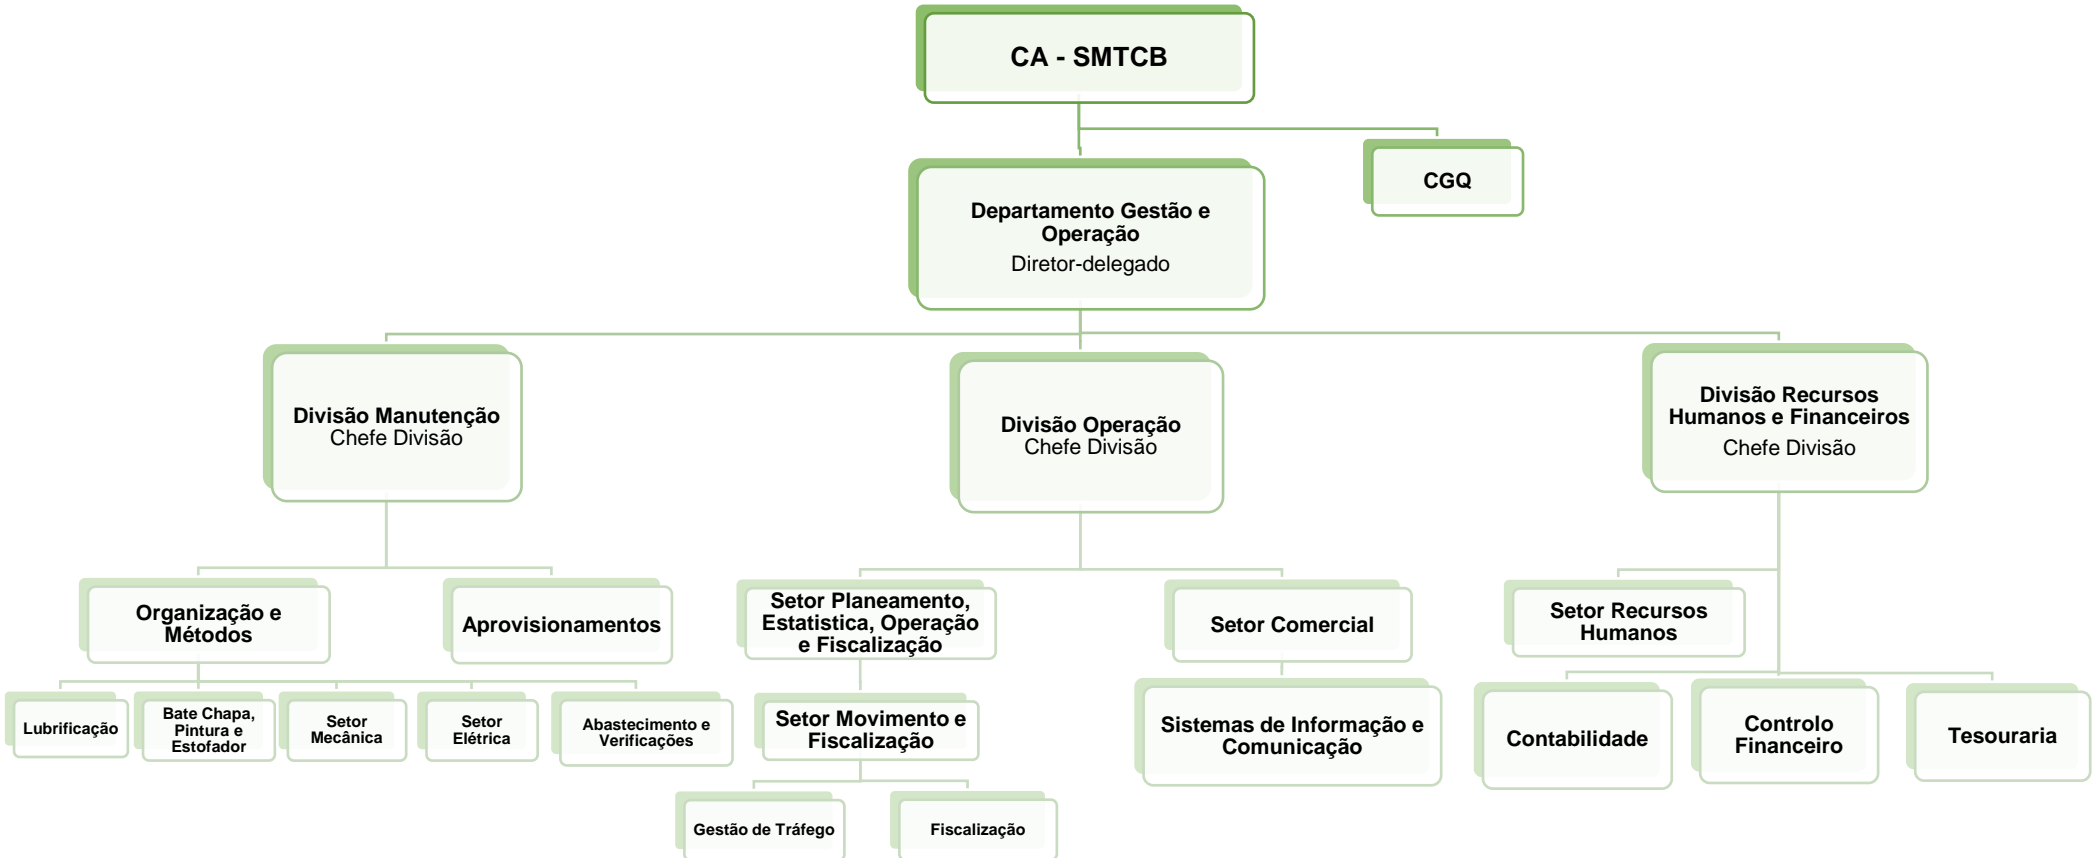 CA - SMTCB
CGQ
Departamento Gestão e
Operação
Diretor-delegado
Divisão Manutenção
Chefe Divisão
Divisão Operação
Chefe Divisão
Divisão Recursos
Humanos e Financeiros
Chefe Divisão
Organização e
Métodos
Aprovisionamentos
Setor Planeamento,
Estatistica, Operação
e Fiscalização
Setor Comercial
Setor Recursos
Humanos
Lubrificação
Bate Chapa,
Pintura e
Estofador
Setor
Mecânica
Setor
Elétrica
Abastecimento e
Verificações
Setor Movimento e
Fiscalização
Sistemas de Informação e
Comunicação
Contabilidade
Controlo
Financeiro
Tesouraria
Gestão de Tráfego
Fiscalização